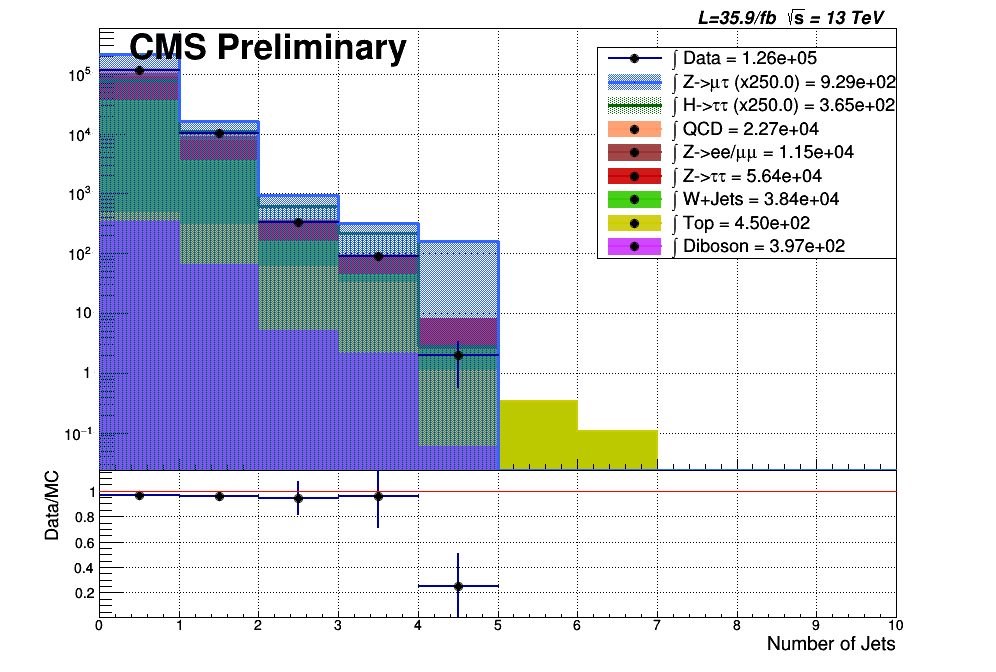 L=35.9/fb √s = 13 TeV
CMS Preliminary
∫ Data = 1.26e+05
∫ Z->μτ (x250.0) = 9.29e+02
∫ H->ττ (x250.0) = 3.65e+02
∫ QCD = 2.27e+04
∫ Z->ee/μμ = 1.15e+04
∫ Z->ττ = 5.64e+04
∫ W+Jets = 3.84e+04
∫ Top = 4.50e+02
∫ Diboson = 3.97e+02
10⁵
10⁴
10³
10²
10
1
10⁻¹
Data/MC
1
0.8
0.6
0.4
0.2
0 1 2 3 4 5 6 7 8 9 10
Number of Jets